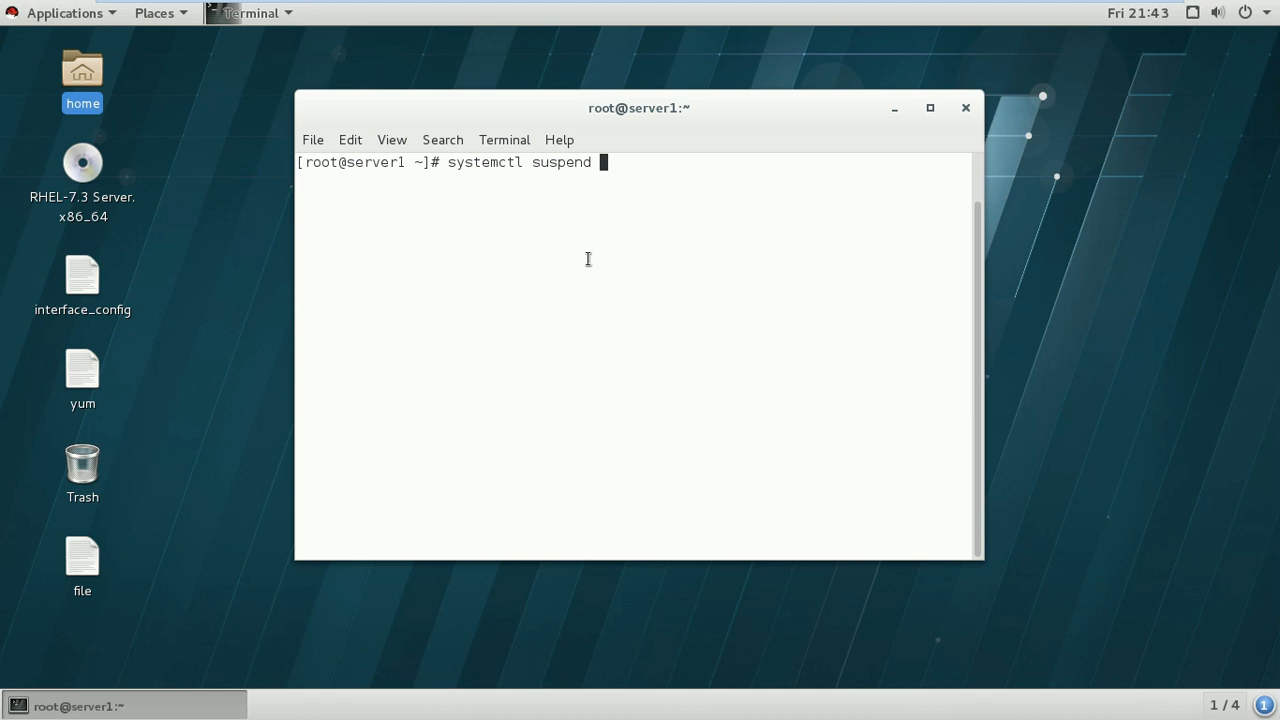 Applications Places Terminal Fri 21:43
home
RHEL-7.3 Server.
x86_64
interface_config
yum
Trash
file
root@server1:~
File Edit View Search Terminal Help
[root@server1 ~]# systemctl suspend
root@server1:~
1 / 4 1